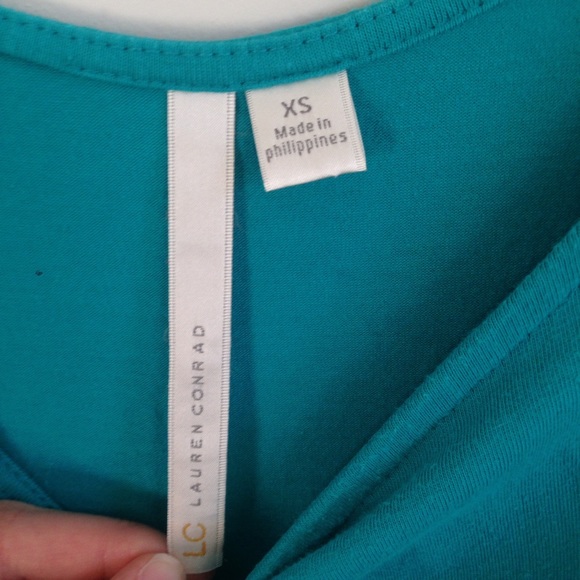 XS
Made in
philippines
LC LAUREN CONRAD